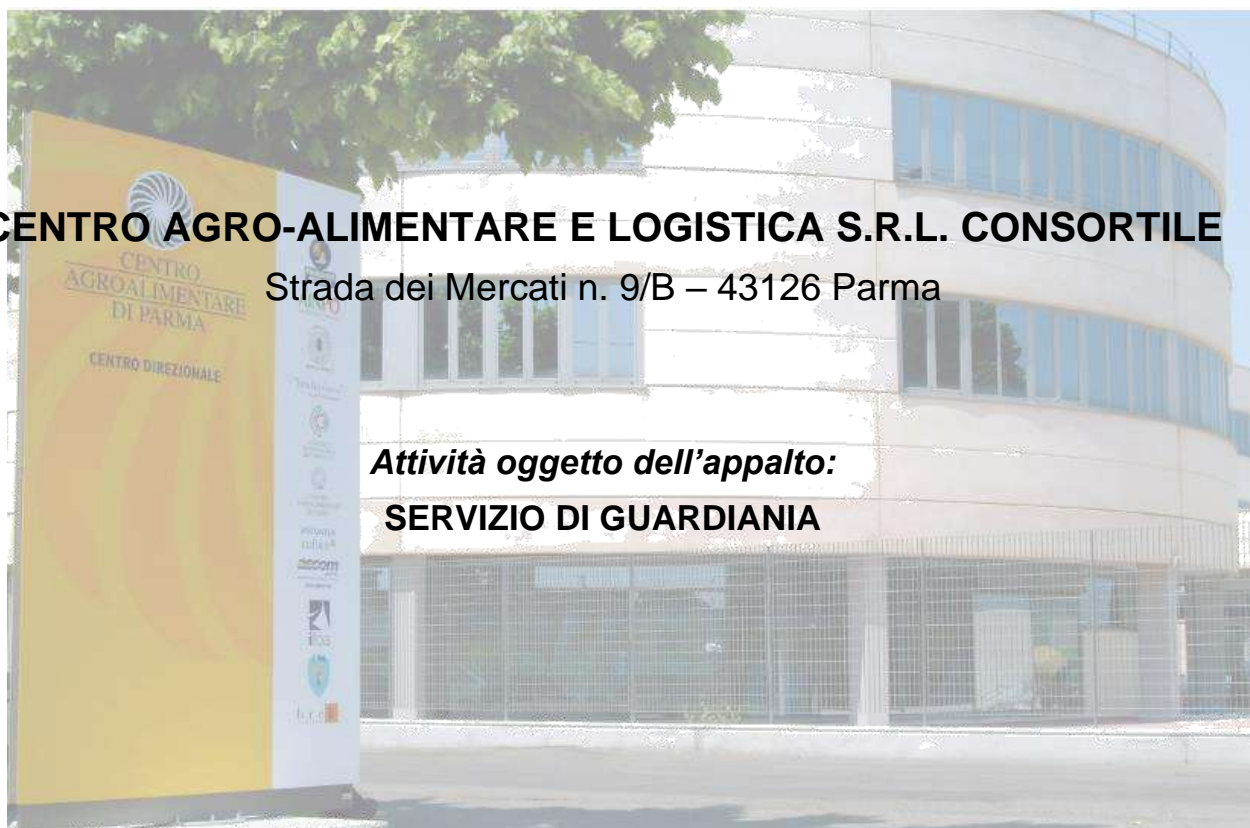 CENTRO AGRO-ALIMENTARE E LOGISTICA S.R.L. CONSORTILE
Strada dei Mercati n. 9/B – 43126 Parma
CENTRO
AGROALIMENTARE
DI PARMA
CENTRO DIREZIONALE
Attività oggetto dell'appalto:
SERVIZIO DI GUARDIANIA
ascom